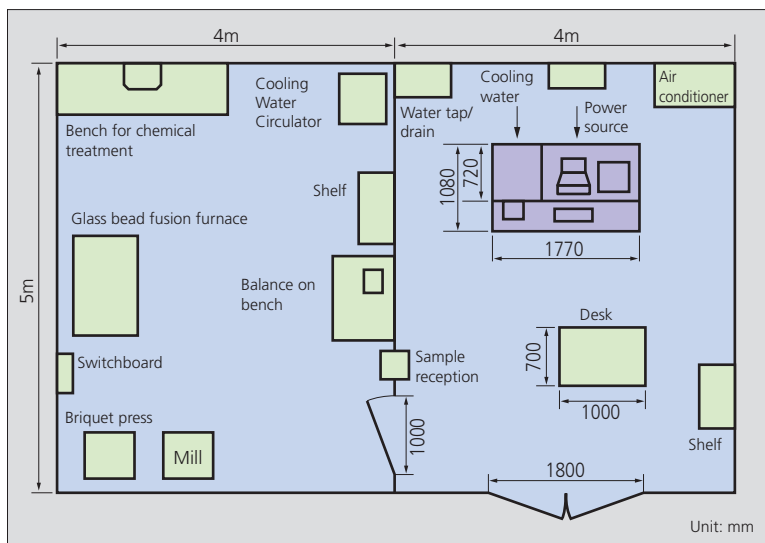 4m
4m
5m
Bench for chemical
treatment
Cooling
Water
Circulator
Water tap/
drain
Cooling
water
Power
source
Air
conditioner
1080
720
1770
Shelf
Glass bead fusion furnace
Balance on
bench
Switchboard
Sample
reception
Desk
700
1000
Briquet press
Mill
1000
Shelf
1800
Unit: mm